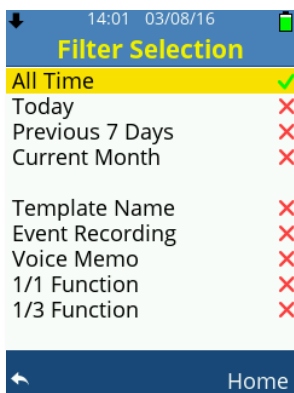 14:01 03/08/16
Filter Selection
All Time
Today
Previous 7 Days
Current Month
Template Name
Event Recording
Voice Memo
1/1 Function
1/3 Function
Home